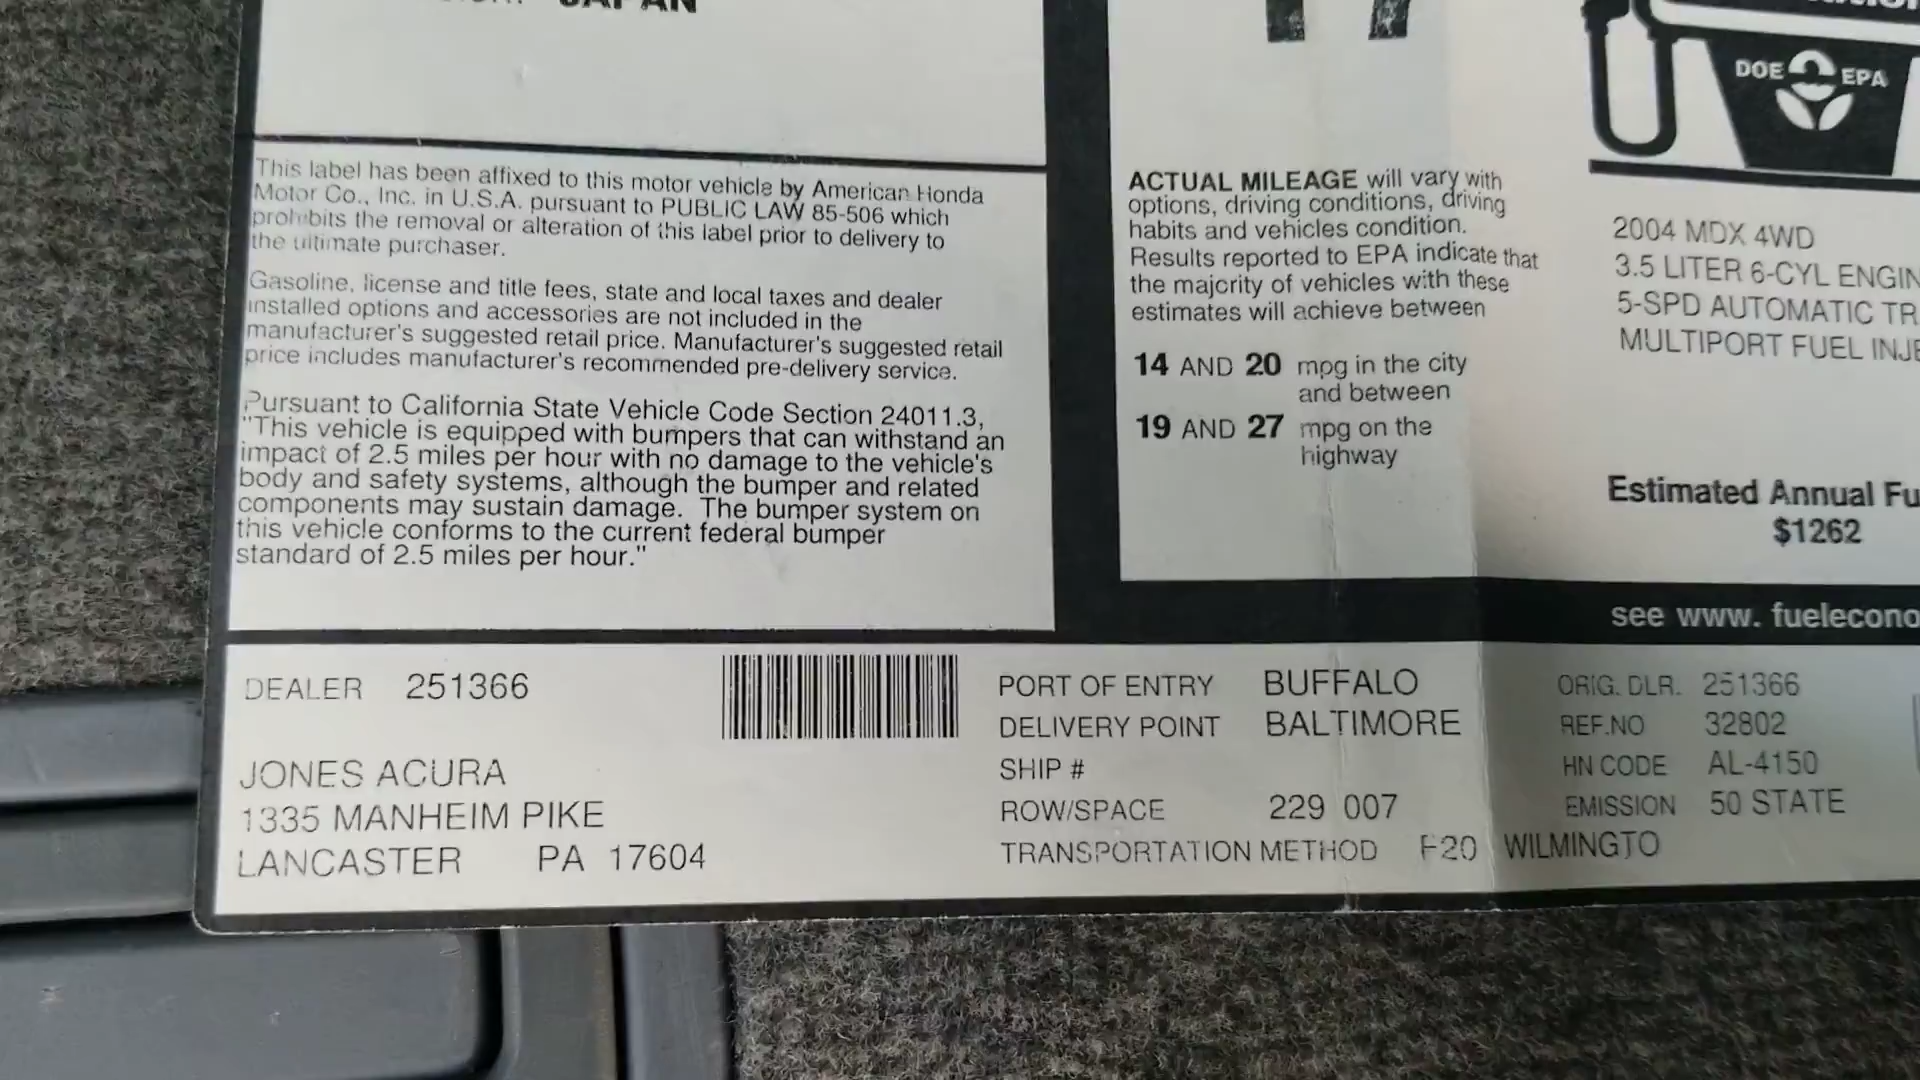 JAPAN
This label has been affixed to this motor vehicle by American Honda
Motor Co., Inc. in U.S.A. pursuant to PUBLIC LAW 85-506 which
prohibits the removal or alteration of this label prior to delivery to
the ultimate purchaser.
Gasoline, license and title fees, state and local taxes and dealer
installed options and accessories are not included in the
manufacturer's suggested retail price. Manufacturer's suggested retail
price includes manufacturer's recommended pre-delivery service.
Pursuant to California State Vehicle Code Section 24011.3,
"This vehicle is equipped with bumpers that can withstand an
impact of 2.5 miles per hour with no damage to the vehicle's
body and safety systems, although the bumper and related
components may sustain damage. The bumper system on
this vehicle conforms to the current federal bumper
standard of 2.5 miles per hour."
DOE EPA
ACTUAL MILEAGE will vary with
options, driving conditions, driving
habits and vehicles condition.
Results reported to EPA indicate that
the majority of vehicles with these
estimates will achieve between
14 AND 20 mpg in the city
and between
19 AND 27 mpg on the
highway
2004 MDX 4WD
3.5 LITER 6-CYL ENGIN
5-SPD AUTOMATIC TR
MULTIPORT FUEL INJE
Estimated Annual Fu
$1262
see www. fuelecono
DEALER 251366
JONES ACURA
1335 MANHEIM PIKE
LANCASTER PA 17604
PORT OF ENTRY BUFFALO
DELIVERY POINT BALTIMORE
SHIP #
ROW/SPACE 229 007
TRANSPORTATION METHOD F20 WILMINGTO
ORIG. DLR. 251366
REF.NO 32802
HN CODE AL-4150
EMISSION 50 STATE